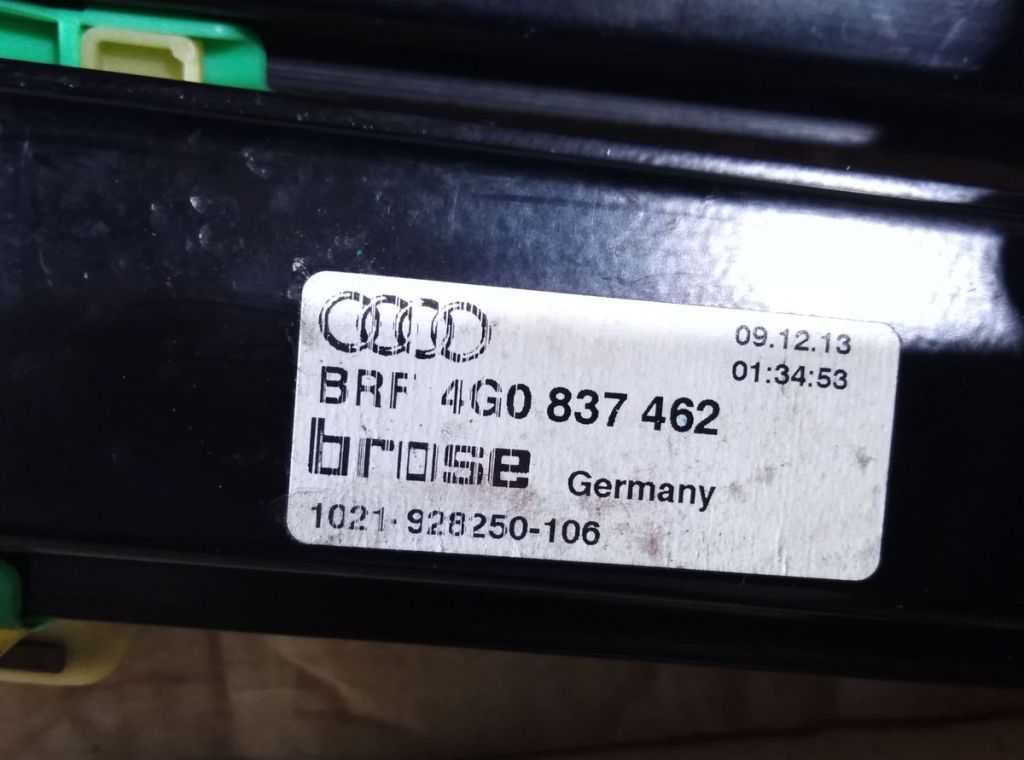 09.12.13
01:34:53
BRF 4G0 837 462
brose Germany
1021-928250-106